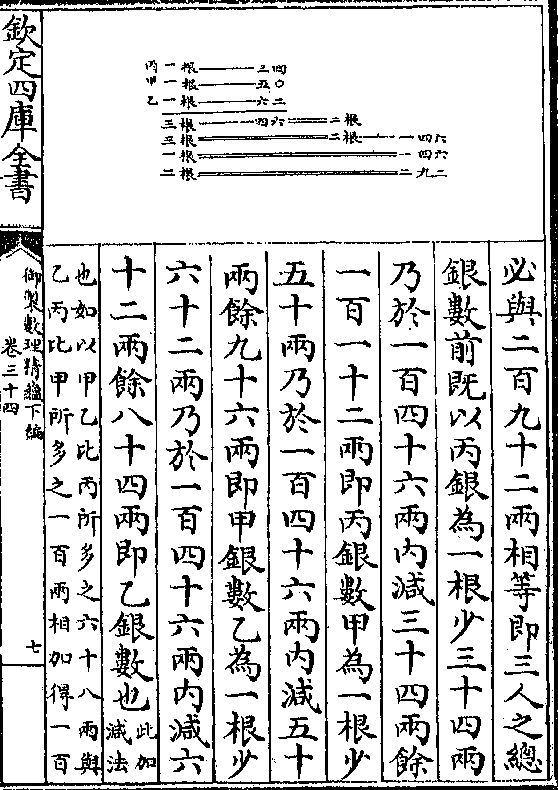 欽定四庫全書
御製數理精蘊下編
卷三十四
七
丙一根三四
甲一根五〇
乙一根六二
三根四六二根
三根二根一四六
一根一四六
二根二九二
必與二百九十二兩相等即三人之總
銀數前既以丙銀為一根少三十四兩
乃於一百四十六兩内減三十四兩餘
一百一十二兩即丙銀數甲為一根少
五十兩乃於一百四十六兩内減五十
兩餘九十六兩即甲銀數乙為一根少
六十二兩乃於一百四十六兩内減六
十二兩餘八十四兩即乙銀數也此加
減法
也如以甲乙比丙所多之六十八兩與
乙丙比甲所多之一百兩相加得一百